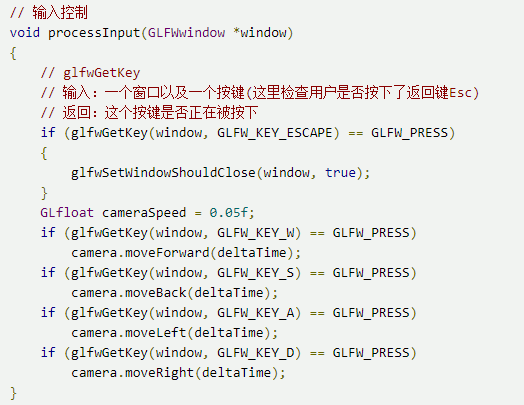 // 输入控制
void processInput(GLFWwindow *window)
{
    // glfwGetKey
    // 输入：一个窗口以及一个按键(这里检查用户是否按下了返回键Esc)
    // 返回：这个按键是否正在被按下
    if (glfwGetKey(window, GLFW_KEY_ESCAPE) == GLFW_PRESS)
    {
        glfwSetWindowShouldClose(window, true);
    }
    GLfloat cameraSpeed = 0.05f;
    if (glfwGetKey(window, GLFW_KEY_W) == GLFW_PRESS)
        camera.moveForward(deltaTime);
    if (glfwGetKey(window, GLFW_KEY_S) == GLFW_PRESS)
        camera.moveBack(deltaTime);
    if (glfwGetKey(window, GLFW_KEY_A) == GLFW_PRESS)
        camera.moveLeft(deltaTime);
    if (glfwGetKey(window, GLFW_KEY_D) == GLFW_PRESS)
        camera.moveRight(deltaTime);
}